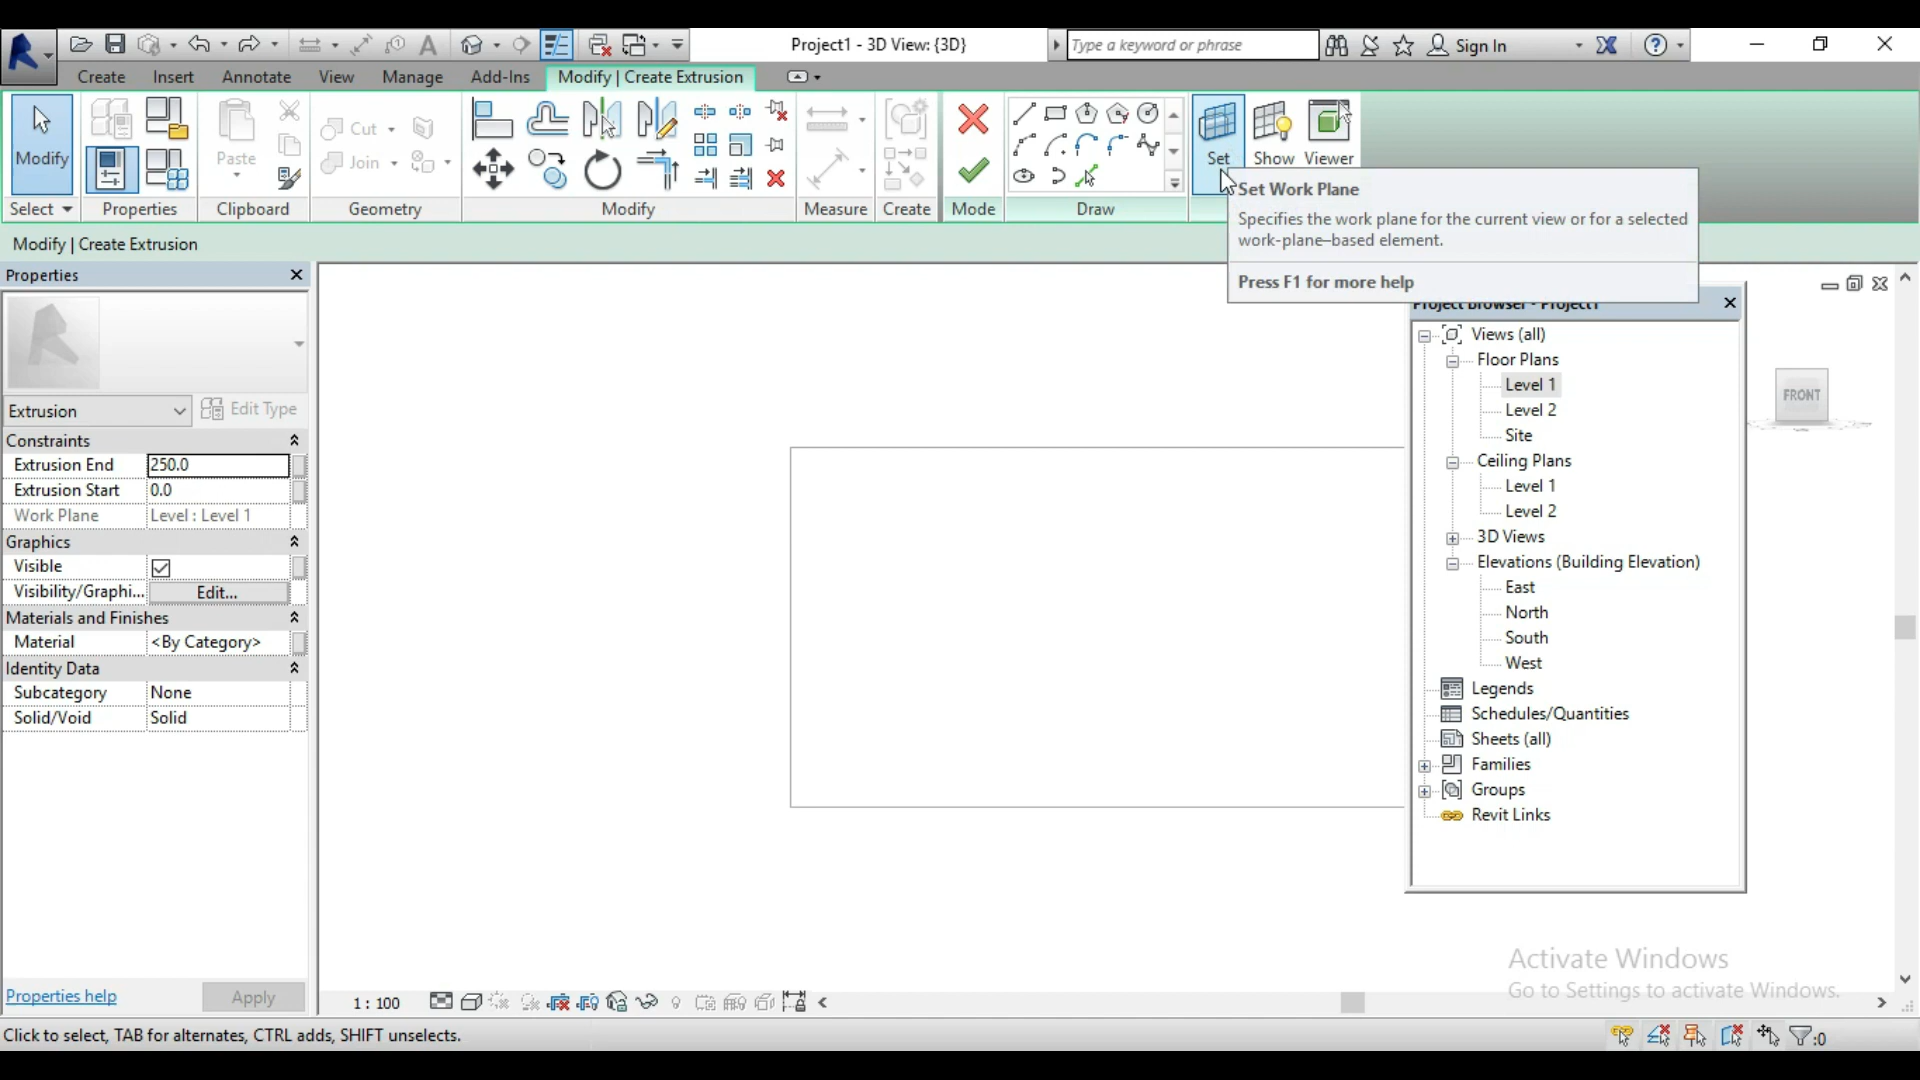 Project1 - 3D View: {3D}
Type a keyword or phrase
Sign In
Create Insert Annotate View Manage Add-Ins Modify | Create Extrusion
Modify
Cut
Join
Paste
Set Show Viewer
Select Properties Clipboard Geometry Modify Measure Create Mode Draw
Set Work Plane
Specifies the work plane for the current view or for a selected
work-plane-based element.
Press F1 for more help
Modify | Create Extrusion
Properties
Extrusion
Edit Type
Constraints
Extrusion End 250.0
Extrusion Start 0.0
Work Plane Level : Level 1
Graphics
Visible
Visibility/Graphi... Edit...
Materials and Finishes
Material <By Category>
Identity Data
Subcategory None
Solid/Void Solid
Properties help
Apply
Project Browser - Project1
Views (all)
Floor Plans
Level 1
Level 2
Site
Ceiling Plans
Level 1
Level 2
3D Views
Elevations (Building Elevation)
East
North
South
West
Legends
Schedules/Quantities
Sheets (all)
Families
Groups
Revit Links
FRONT
Activate Windows
Go to Settings to activate Windows.
1 : 100
Click to select, TAB for alternates, CTRL adds, SHIFT unselects.
:0